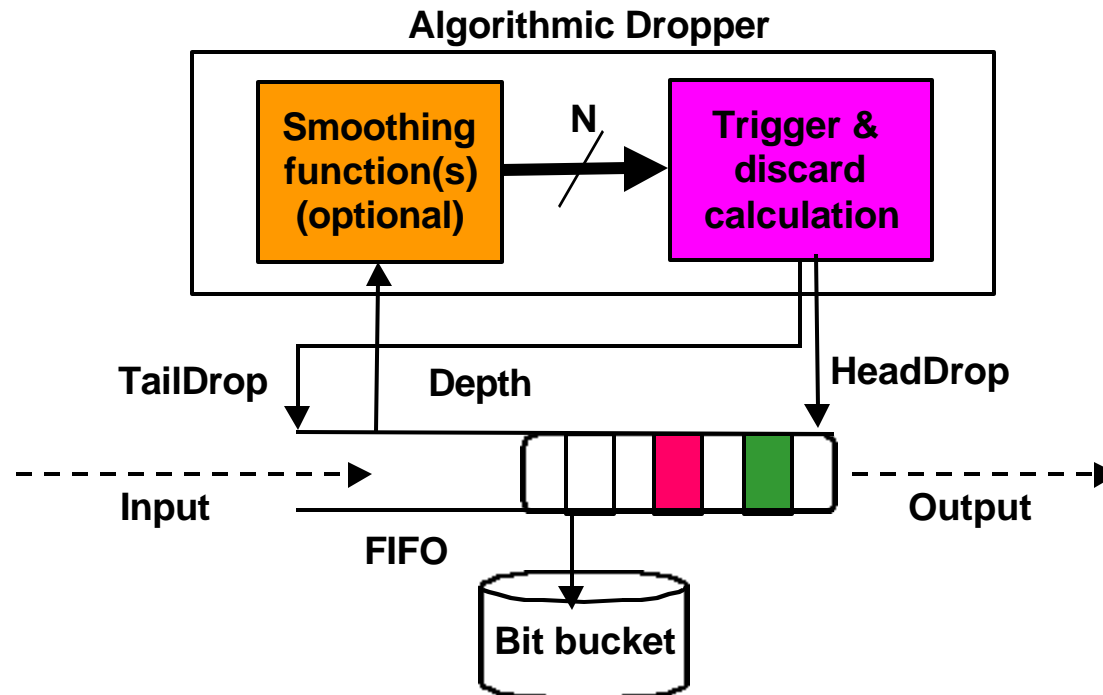 Algorithmic Dropper
Smoothing
function(s)
(optional)
N
Trigger &
discard
calculation
TailDrop
Depth
HeadDrop
Input
Output
FIFO
Bit bucket